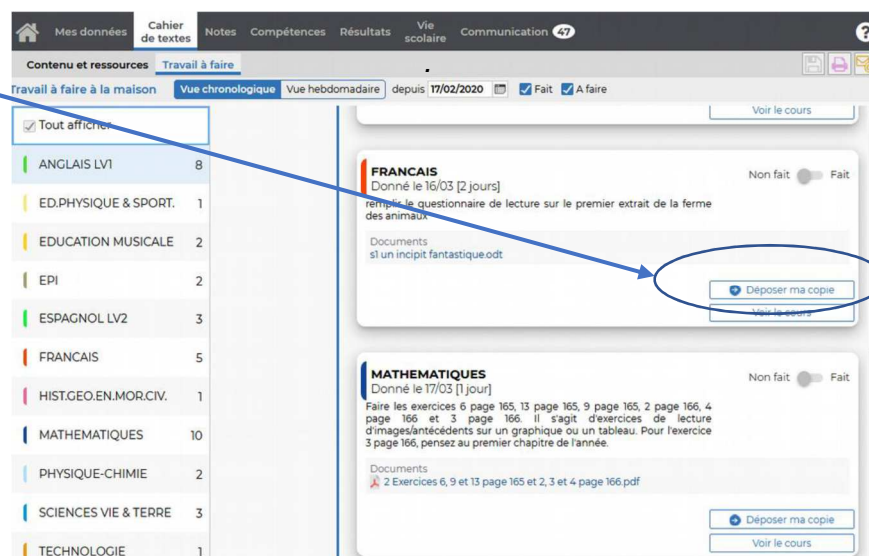 Mes données
Cahier
de textes
Notes
Compétences
Résultats
Vie
scolaire
Communication 47
?
Contenu et ressources
Travail à faire
Travail à faire à la maison
Vue chronologique
Vue hebdomadaire
depuis 17/02/2020
Fait
A faire
Tout afficher
ANGLAIS LV1 8
ED.PHYSIQUE & SPORT. 1
EDUCATION MUSICALE 2
EPI 2
ESPAGNOL LV2 3
FRANCAIS 5
HIST.GEO.EN.MOR.CIV. 1
MATHEMATIQUES 10
PHYSIQUE-CHIMIE 2
SCIENCES VIE & TERRE 3
TECHNOLOGIE 1
Voir le cours
FRANCAIS
Donné le 16/03 [2 jours]
Non fait Fait
remplir le questionnaire de lecture sur le premier extrait de la ferme
des animaux
Documents
s1 un incipit fantastique.odt
Déposer ma copie
Voir le cours
MATHEMATIQUES
Donné le 17/03 [1 jour]
Non fait Fait
Faire les exercices 6 page 165, 13 page 165, 9 page 165, 2 page 166, 4
page 166 et 3 page 166. Il s'agit d'exercices de lecture
d'images/antécédents sur un graphique ou un tableau. Pour l'exercice
3 page 166, pensez au premier chapitre de l'année.
Documents
2 Exercices 6, 9 et 13 page 165 et 2, 3 et 4 page 166.pdf
Déposer ma copie
Voir le cours